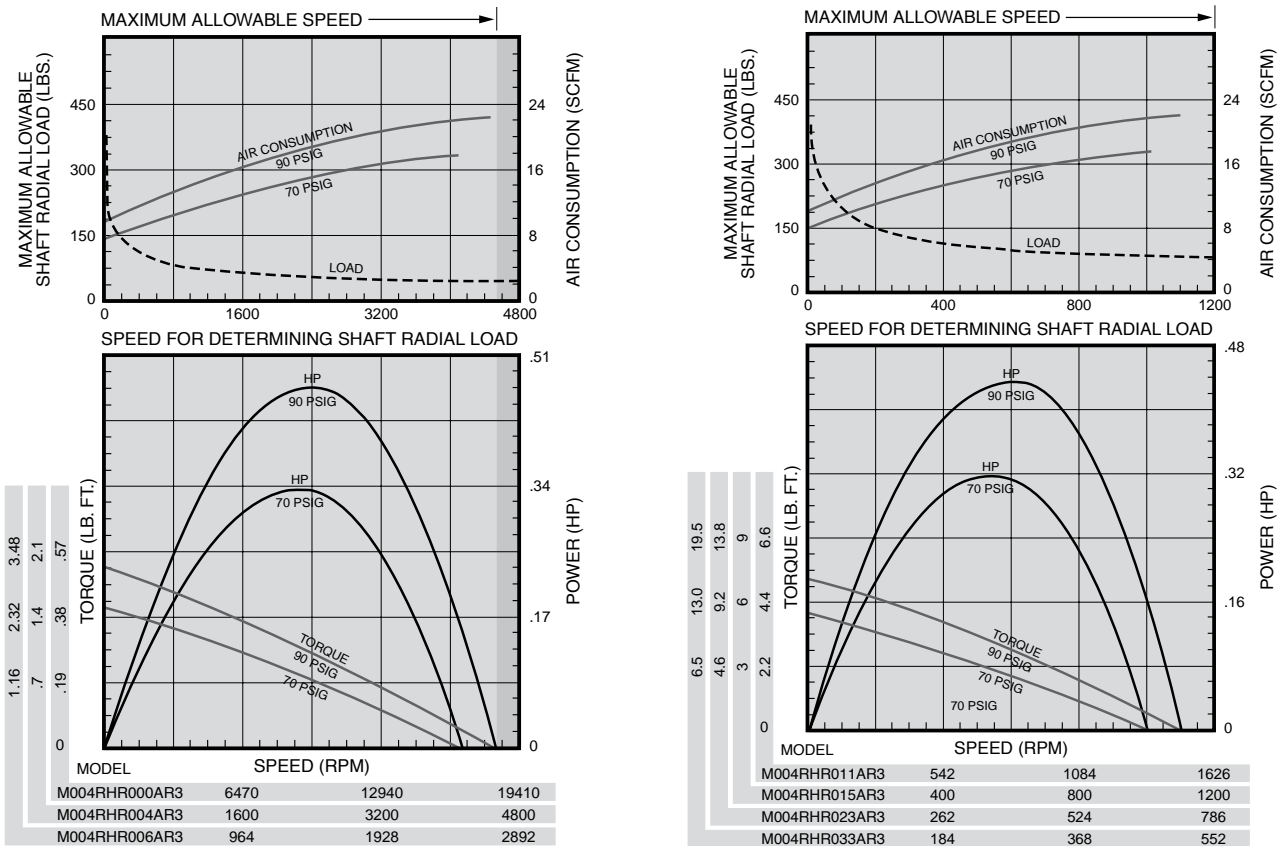 MAXIMUM ALLOWABLE SPEED
MAXIMUM ALLOWABLE
SHAFT RADIAL LOAD (LBS.)
450
300
150
0
24
16
8
0
AIR CONSUMPTION (SCFM)
AIR CONSUMPTION
90 PSIG
70 PSIG
LOAD
0 1600 3200 4800
SPEED FOR DETERMINING SHAFT RADIAL LOAD
HP
90 PSIG
HP
70 PSIG
TORQUE
90 PSIG
70 PSIG
.51
.34
.17
0
POWER (HP)
TORQUE (LB. FT.)
3.48 2.1 .57
2.32 1.4 .38
1.16 .7 .19
0
MODEL SPEED (RPM)
M004RHR000AR3 6470 12940 19410
M004RHR004AR3 1600 3200 4800
M004RHR006AR3 964 1928 2892
MAXIMUM ALLOWABLE SPEED
MAXIMUM ALLOWABLE
SHAFT RADIAL LOAD (LBS.)
450
300
150
0
24
16
8
0
AIR CONSUMPTION (SCFM)
AIR CONSUMPTION
90 PSIG
70 PSIG
LOAD
0 400 800 1200
SPEED FOR DETERMINING SHAFT RADIAL LOAD
HP
90 PSIG
HP
70 PSIG
TORQUE
90 PSIG
70 PSIG
70 PSIG
.48
.32
.16
0
POWER (HP)
TORQUE (LB. FT.)
19.5 13.8 9 6.6
13.0 9.2 6 4.4
6.5 4.6 3 2.2
0
MODEL SPEED (RPM)
M004RHR011AR3 542 1084 1626
M004RHR015AR3 400 800 1200
M004RHR023AR3 262 524 786
M004RHR033AR3 184 368 552